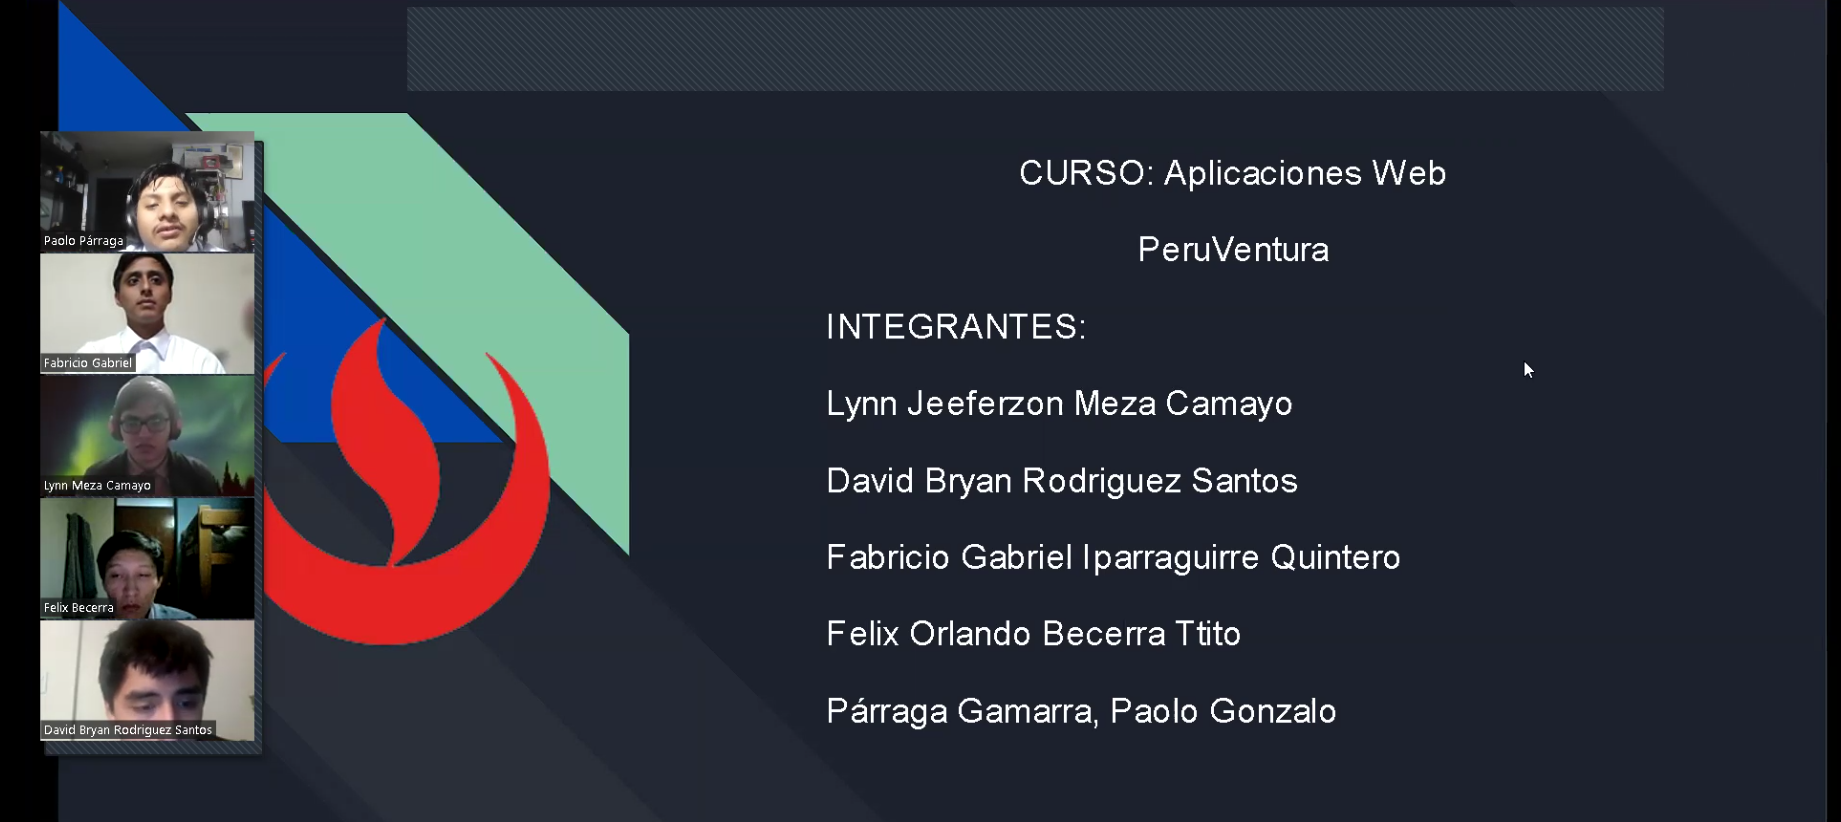 CURSO: Aplicaciones Web
PeruVentura
INTEGRANTES:
Lynn Jeeferzon Meza Camayo
David Bryan Rodriguez Santos
Fabricio Gabriel Iparraguirre Quintero
Felix Orlando Becerra Ttito
Párraga Gamarra, Paolo Gonzalo
Paolo Párraga
Fabricio Gabriel
Lynn Meza Camayo
Felix Becerra
David Bryan Rodriguez Santos